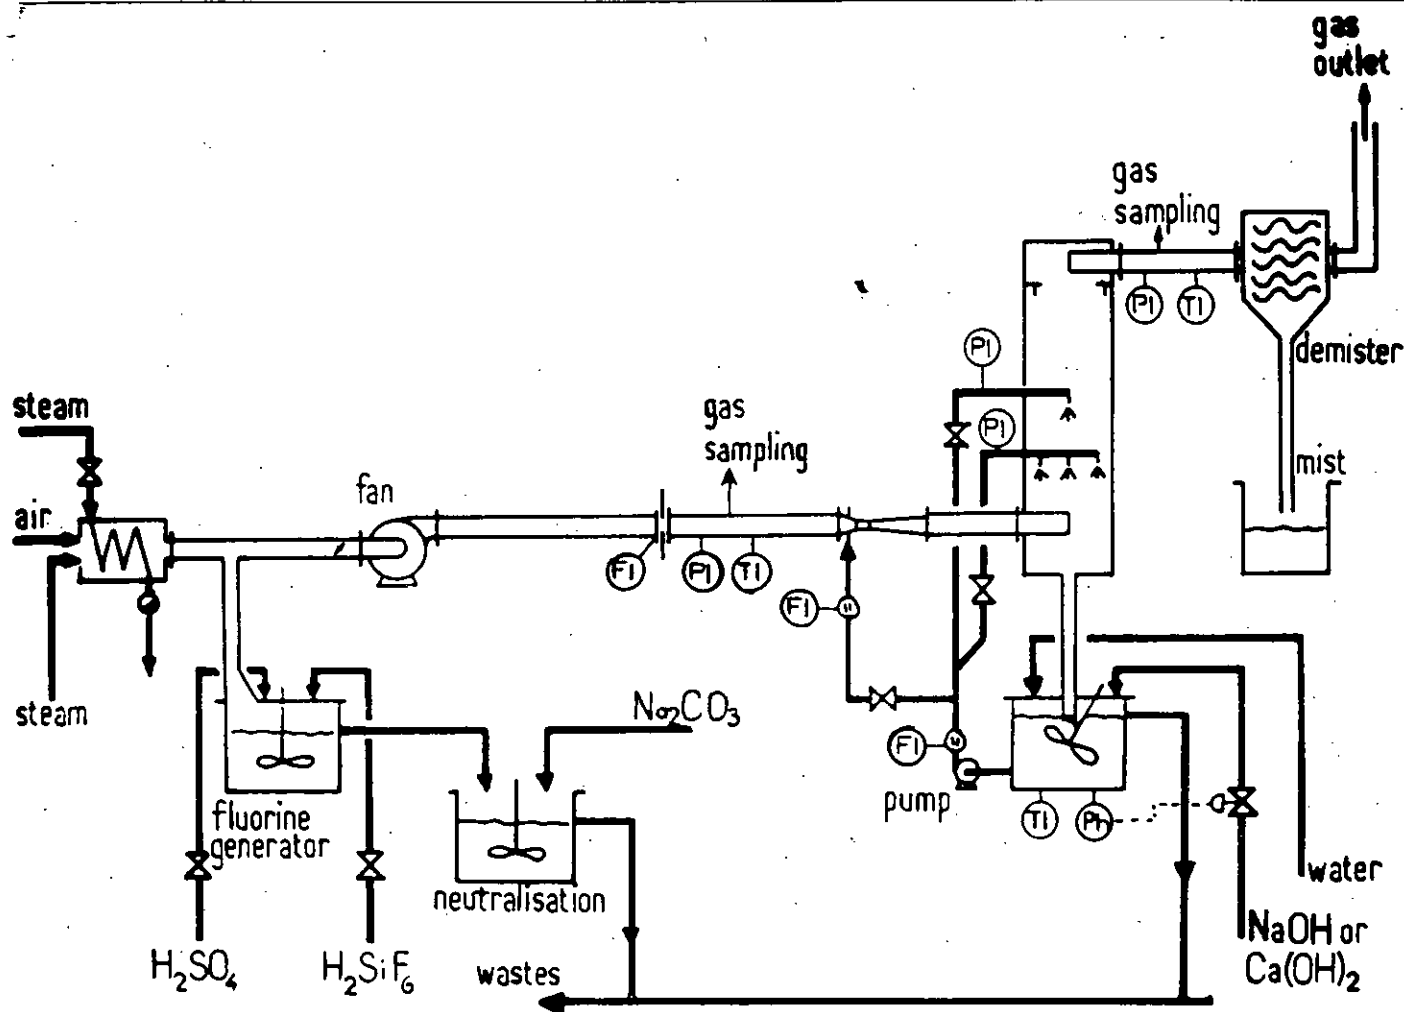 gas
outlet
gas
sampling
PI
TI
demister
PI
steam
gas
sampling
PI
mist
fan
air
FI
PI
TI
FI
steam
Na2CO3
FI
pump
TI
Ph
fluorine
generator
water
neutralisation
NaOH or
Ca(OH)2
H2SO4
H2SiF6
wastes